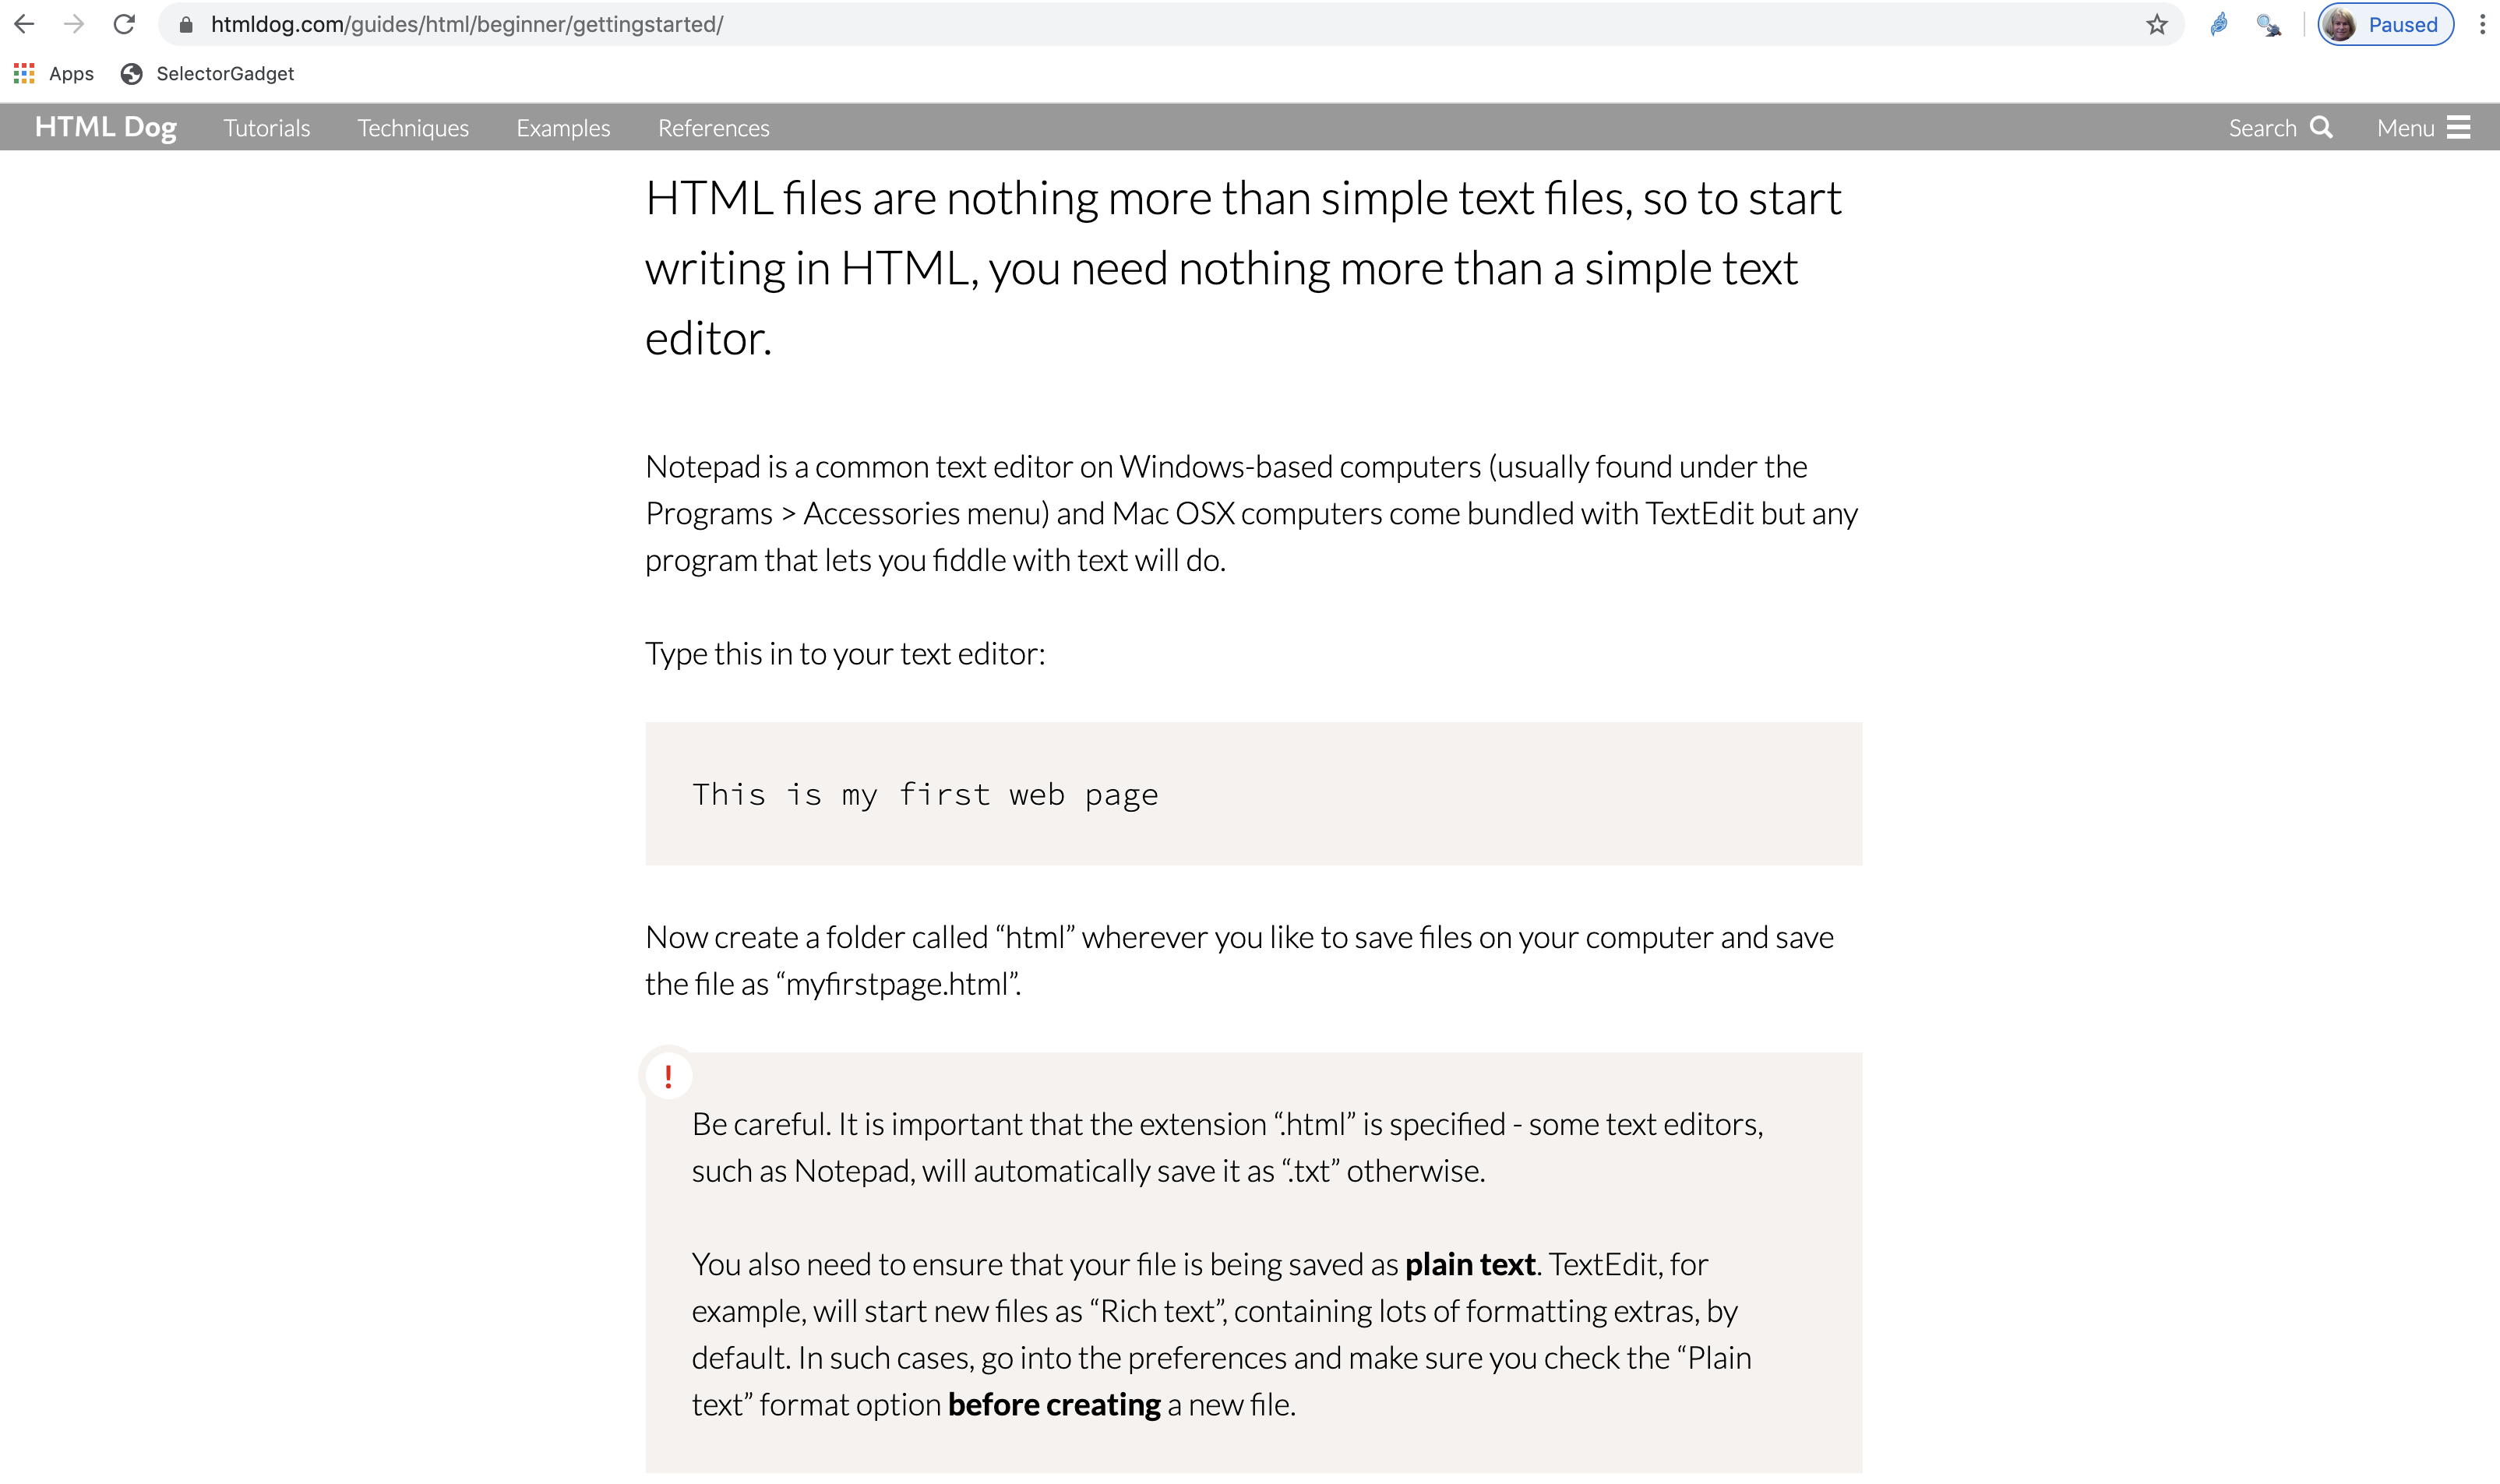 htmldog.com/guides/html/beginner/gettingstarted/
Paused
Apps
SelectorGadget
HTML Dog
Tutorials
Techniques
Examples
References
Search
Menu
HTML files are nothing more than simple text files, so to start
writing in HTML, you need nothing more than a simple text
editor.
Notepad is a common text editor on Windows-based computers (usually found under the
Programs > Accessories menu) and Mac OSX computers come bundled with TextEdit but any
program that lets you fiddle with text will do.
Type this in to your text editor:
This is my first web page
Now create a folder called “html” wherever you like to save files on your computer and save
the file as “myfirstpage.html”.
!
Be careful. It is important that the extension “.html” is specified - some text editors,
such as Notepad, will automatically save it as “.txt” otherwise.
You also need to ensure that your file is being saved as plain text. TextEdit, for
example, will start new files as “Rich text”, containing lots of formatting extras, by
default. In such cases, go into the preferences and make sure you check the “Plain
text” format option before creating a new file.